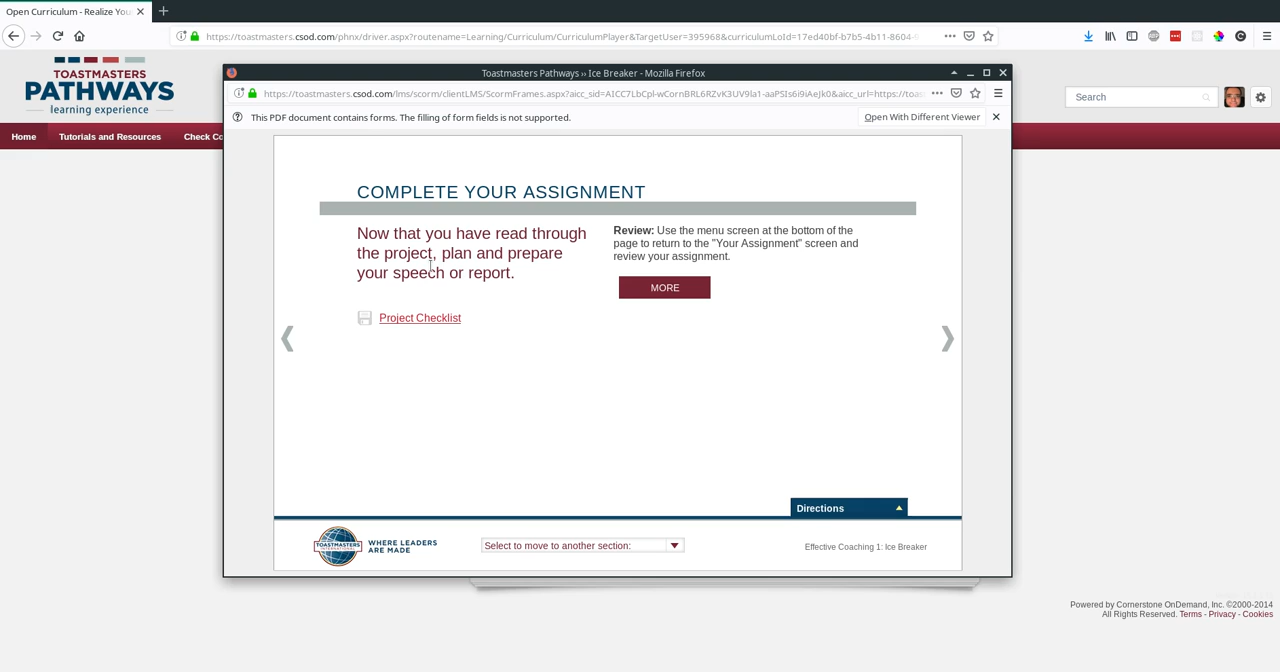 Open Curriculum - Realize You
https://toastmasters.csod.com/phnx/driver.aspx?routename=Learning/Curriculum/CurriculumPlayer&TargetUser=395968&curriculumLoId=17ed40bf-b7b5-4b11-8604-
TOASTMASTERS
PATHWAYS
learning experience
Search
Home Tutorials and Resources Check Co
Toastmasters Pathways ›› Ice Breaker - Mozilla Firefox
https://toastmasters.csod.com/lms/scorm/clientLMS/ScormFrames.aspx?aicc_sid=AICC7LbCpl-wCornBRL6RZvK3UV9la1-aaPSIs6i9iAeJk0&aicc_url=https://toas
This PDF document contains forms. The filling of form fields is not supported.
Open With Different Viewer
COMPLETE YOUR ASSIGNMENT
Now that you have read through
the project, plan and prepare
your speech or report.
Project Checklist
Review: Use the menu screen at the bottom of the
page to return to the "Your Assignment" screen and
review your assignment.
MORE
Directions
TOASTMASTERS
INTERNATIONAL
WHERE LEADERS
ARE MADE
Select to move to another section:
Effective Coaching 1: Ice Breaker
Powered by Cornerstone OnDemand, Inc. ©2000-2014
All Rights Reserved. Terms - Privacy - Cookies